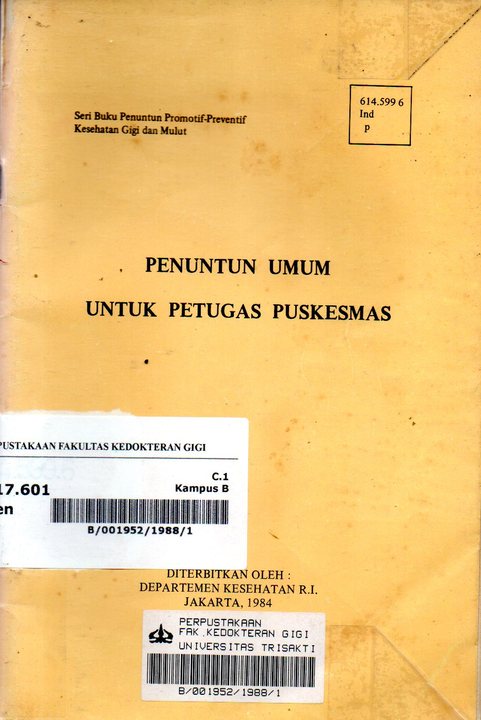 Seri Buku Penuntun Promotif-Preventif
Kesehatan Gigi dan Mulut
614.599 6
Ind
p
PENUNTUN UMUM
UNTUK PETUGAS PUSKESMAS
PUSTAKAAN FAKULTAS KEDOKTERAN GIGI
C.1
17.601
Kampus B
en
B/001952/1988/1
DITERBITKAN OLEH :
DEPARTEMEN KESEHATAN R.I.
JAKARTA, 1984
PERPUSTAKAAN
FAK.KEDOKTERAN GIGI
UNIVERSITAS TRISAKTI
B/001952/1988/1